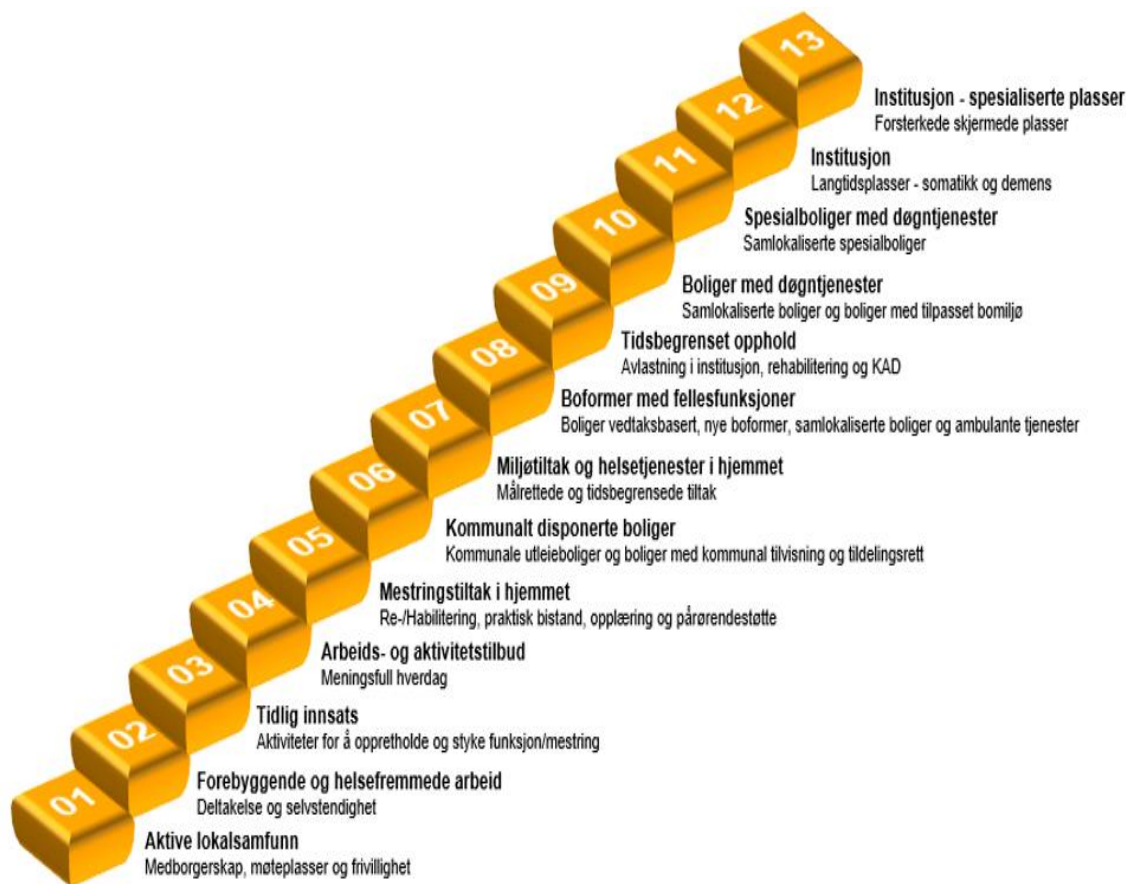 13
Institusjon - spesialiserte plasser
Forsterkede skjermede plasser
12
Institusjon
Langtidsplasser - somatikk og demens
11
Spesialboliger med døgntjenester
Samlokaliserte spesialboliger
10
Boliger med døgntjenester
Samlokaliserte boliger og boliger med tilpasset bomiljø
09
Tidsbegrenset opphold
Avlastning i institusjon, rehabilitering og KAD
08
Boformer med fellesfunksjoner
Boliger vedtaksbasert, nye boformer, samlokaliserte boliger og ambulante tjenester
07
Miljøtiltak og helsetjenester i hjemmet
Målrettede og tidsbegrensede tiltak
06
Kommunalt disponerte boliger
Kommunale utleieboliger og boliger med kommunal tilvisning og tildelingsrett
05
Mestringstiltak i hjemmet
Re-/Habilitering, praktisk bistand, opplæring og pårørendestøtte
04
Arbeids- og aktivitetstilbud
Meningsfull hverdag
03
Tidlig innsats
Aktiviteter for å oppretholde og styke funksjon/mestring
02
Forebyggende og helsefremmede arbeid
Deltakelse og selvstendighet
01
Aktive lokalsamfunn
Medborgerskap, møteplasser og frivillighet